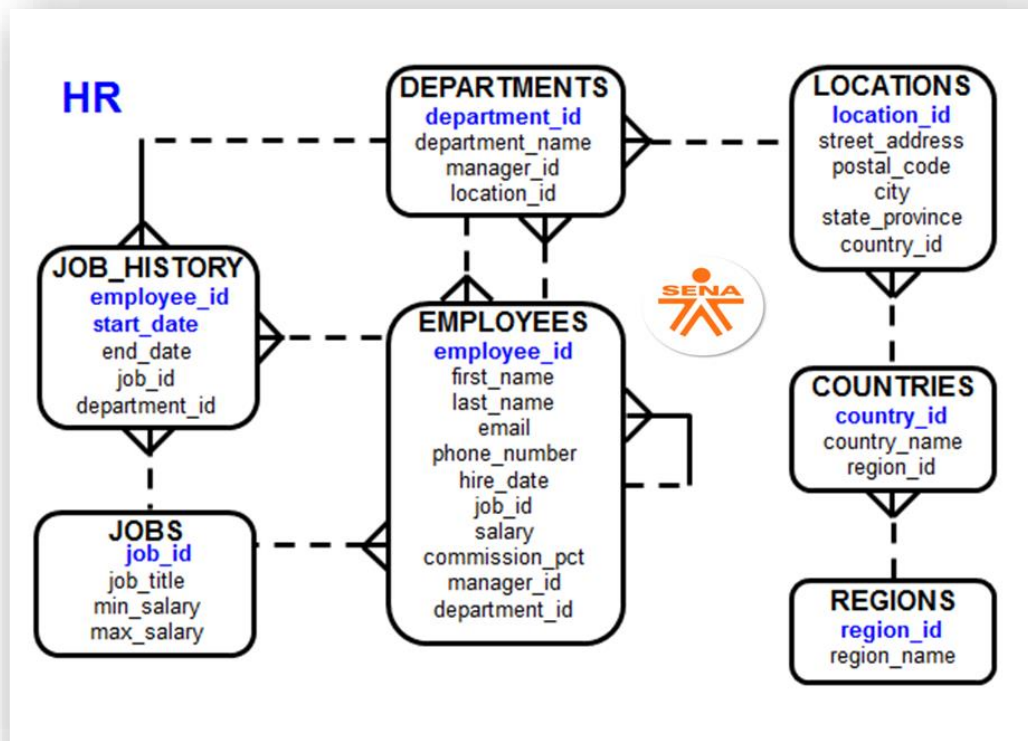 HR
DEPARTMENTS
department_id
department_name
manager_id
location_id
LOCATIONS
location_id
street_address
postal_code
city
state_province
country_id
JOB_HISTORY
employee_id
start_date
end_date
job_id
department_id
SENA
EMPLOYEES
employee_id
first_name
last_name
email
phone_number
hire_date
job_id
salary
commission_pct
manager_id
department_id
COUNTRIES
country_id
country_name
region_id
JOBS
job_id
job_title
min_salary
max_salary
REGIONS
region_id
region_name